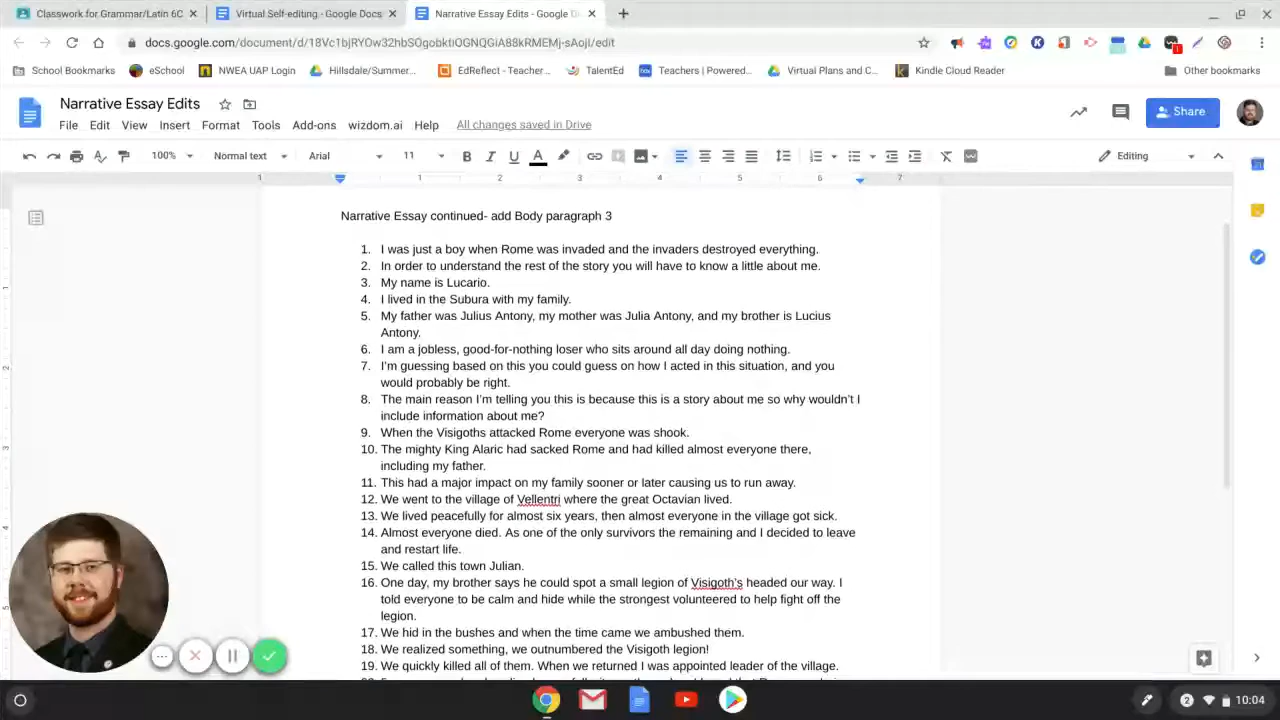 Classwork for Grammar/Latin 6C
Virtual Self-editing - Google Docs
Narrative Essay Edits - Google D
docs.google.com/document/d/18Vc1bjRYOw32hbSOgobktiOGNQGiA88kRMEMj-sAojI/edit
School Bookmarks
eSchool
NWEA UAP Login
Hillsdale/Summer...
EdReflect - Teacher...
TalentEd
Teachers | Powered...
Virtual Plans and C...
Kindle Cloud Reader
Other bookmarks
Narrative Essay Edits
Share
File Edit View Insert Format Tools Add-ons wizdom.ai Help All changes saved in Drive
100% Normal text Arial 11 B I U A Editing
1 1 2 3 4 5 6 7
Narrative Essay continued- add Body paragraph 3
1. I was just a boy when Rome was invaded and the invaders destroyed everything.
2. In order to understand the rest of the story you will have to know a little about me.
3. My name is Lucario.
4. I lived in the Subura with my family.
5. My father was Julius Antony, my mother was Julia Antony, and my brother is Lucius
Antony.
6. I am a jobless, good-for-nothing loser who sits around all day doing nothing.
7. I'm guessing based on this you could guess on how I acted in this situation, and you
would probably be right.
8. The main reason I'm telling you this is because this is a story about me so why wouldn't I
include information about me?
9. When the Visigoths attacked Rome everyone was shook.
10. The mighty King Alaric had sacked Rome and had killed almost everyone there,
including my father.
11. This had a major impact on my family sooner or later causing us to run away.
12. We went to the village of Vellentri where the great Octavian lived.
13. We lived peacefully for almost six years, then almost everyone in the village got sick.
14. Almost everyone died. As one of the only survivors the remaining and I decided to leave
and restart life.
15. We called this town Julian.
16. One day, my brother says he could spot a small legion of Visigoth's headed our way. I
told everyone to be calm and hide while the strongest volunteered to help fight off the
legion.
17. We hid in the bushes and when the time came we ambushed them.
18. We realized something, we outnumbered the Visigoth legion!
19. We quickly killed all of them. When we returned I was appointed leader of the village.
2
10:04